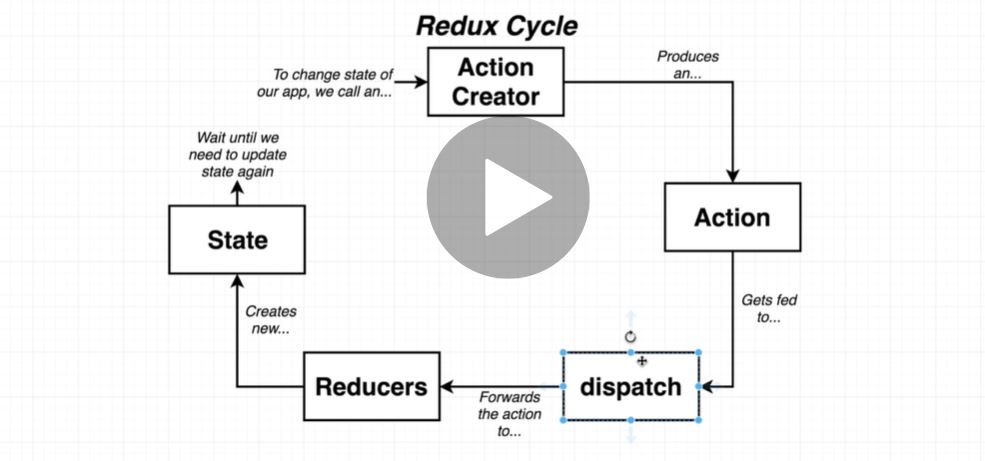 Redux Cycle
To change state of
our app, we call an...
Action
Creator
Produces
an...
Action
Gets fed
to...
dispatch
Forwards
the action
to...
Reducers
Creates
new...
State
Wait until we
need to update
state again